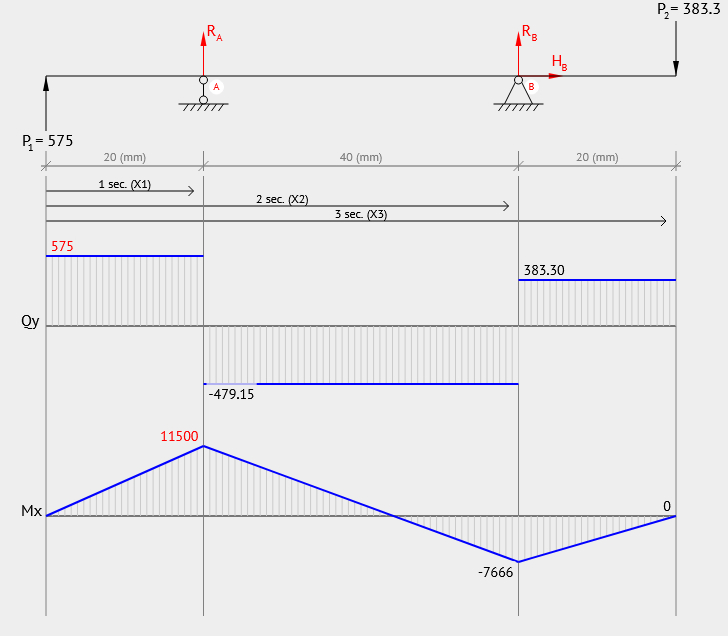 P2 = 383.3
RA
RB
HB
A
B
P1 = 575
20 (mm)
40 (mm)
20 (mm)
1 sec. (X1)
2 sec. (X2)
3 sec. (X3)
575
383.30
Qy
-479.15
11500
Mx
0
-7666